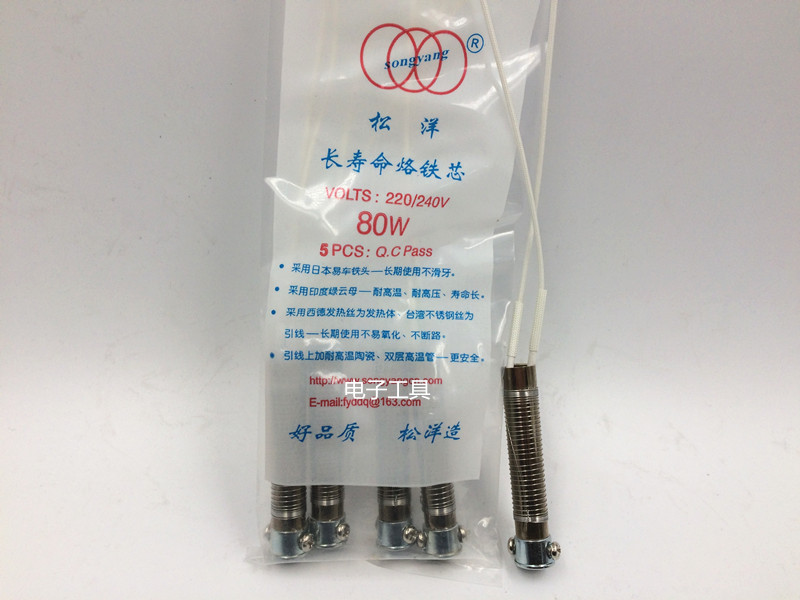 songyang ®
松洋
长寿命烙铁芯
VOLTS: 220/240V
80W
5 PCS: Q.C Pass
• 采用日本易车铁头—长期使用不滑牙。
• 采用印度绿云母—耐高温、耐高压、寿命长。
• 采用西德发热丝为发热体、台湾不锈钢丝为
引线—长期使用不易氧化、不断路。
• 引线上加耐高温陶瓷、双层高温管—更安全。
http://www.songyangcn.com
电子工具
E-mail:fyddql@163.com
好品质 松洋造